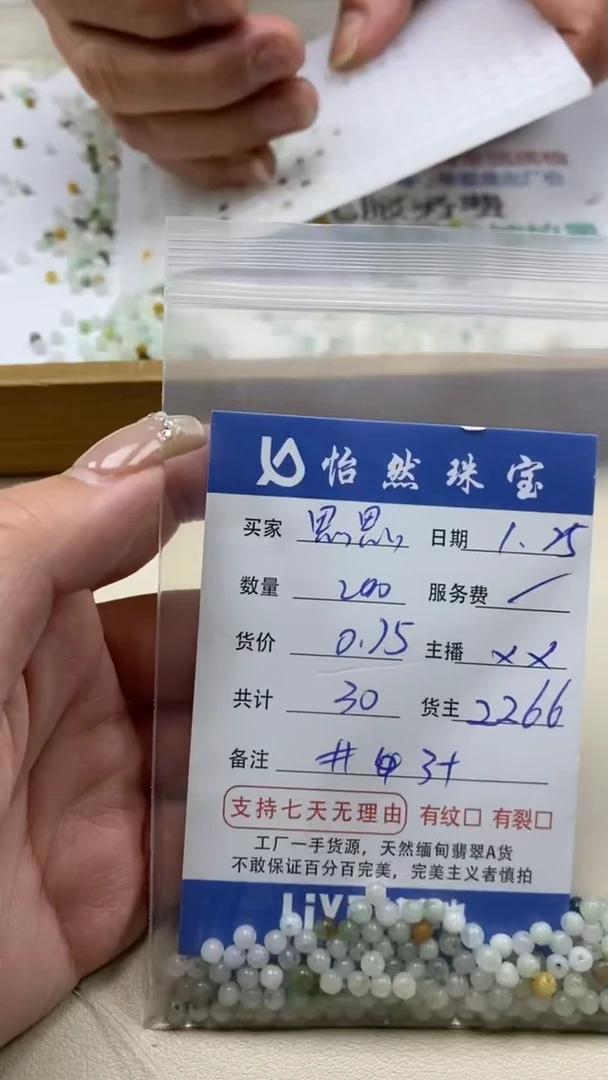 怡然珠宝
买家 思思 日期 1.25
数量 200 服务费 /
货价 0.15 主播 xx
共计 30 货主 2266
备注 #
支持七天无理由 有纹□ 有裂□
工厂一手货源，天然缅甸翡翠A货
不敢保证百分百完美，完美主义者慎拍